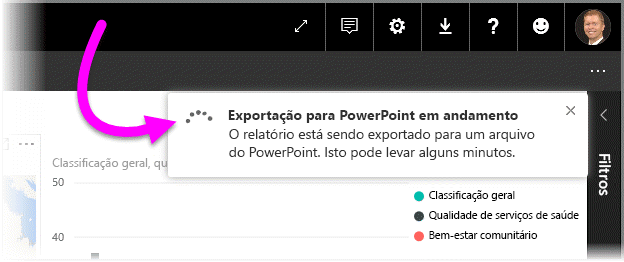 Exportação para PowerPoint em andamento
O relatório está sendo exportado para um arquivo
do PowerPoint. Isto pode levar alguns minutos.
Filtros
Classificação geral, qu
50
40
Classificação geral
Qualidade de serviços de saúde
Bem-estar comunitário